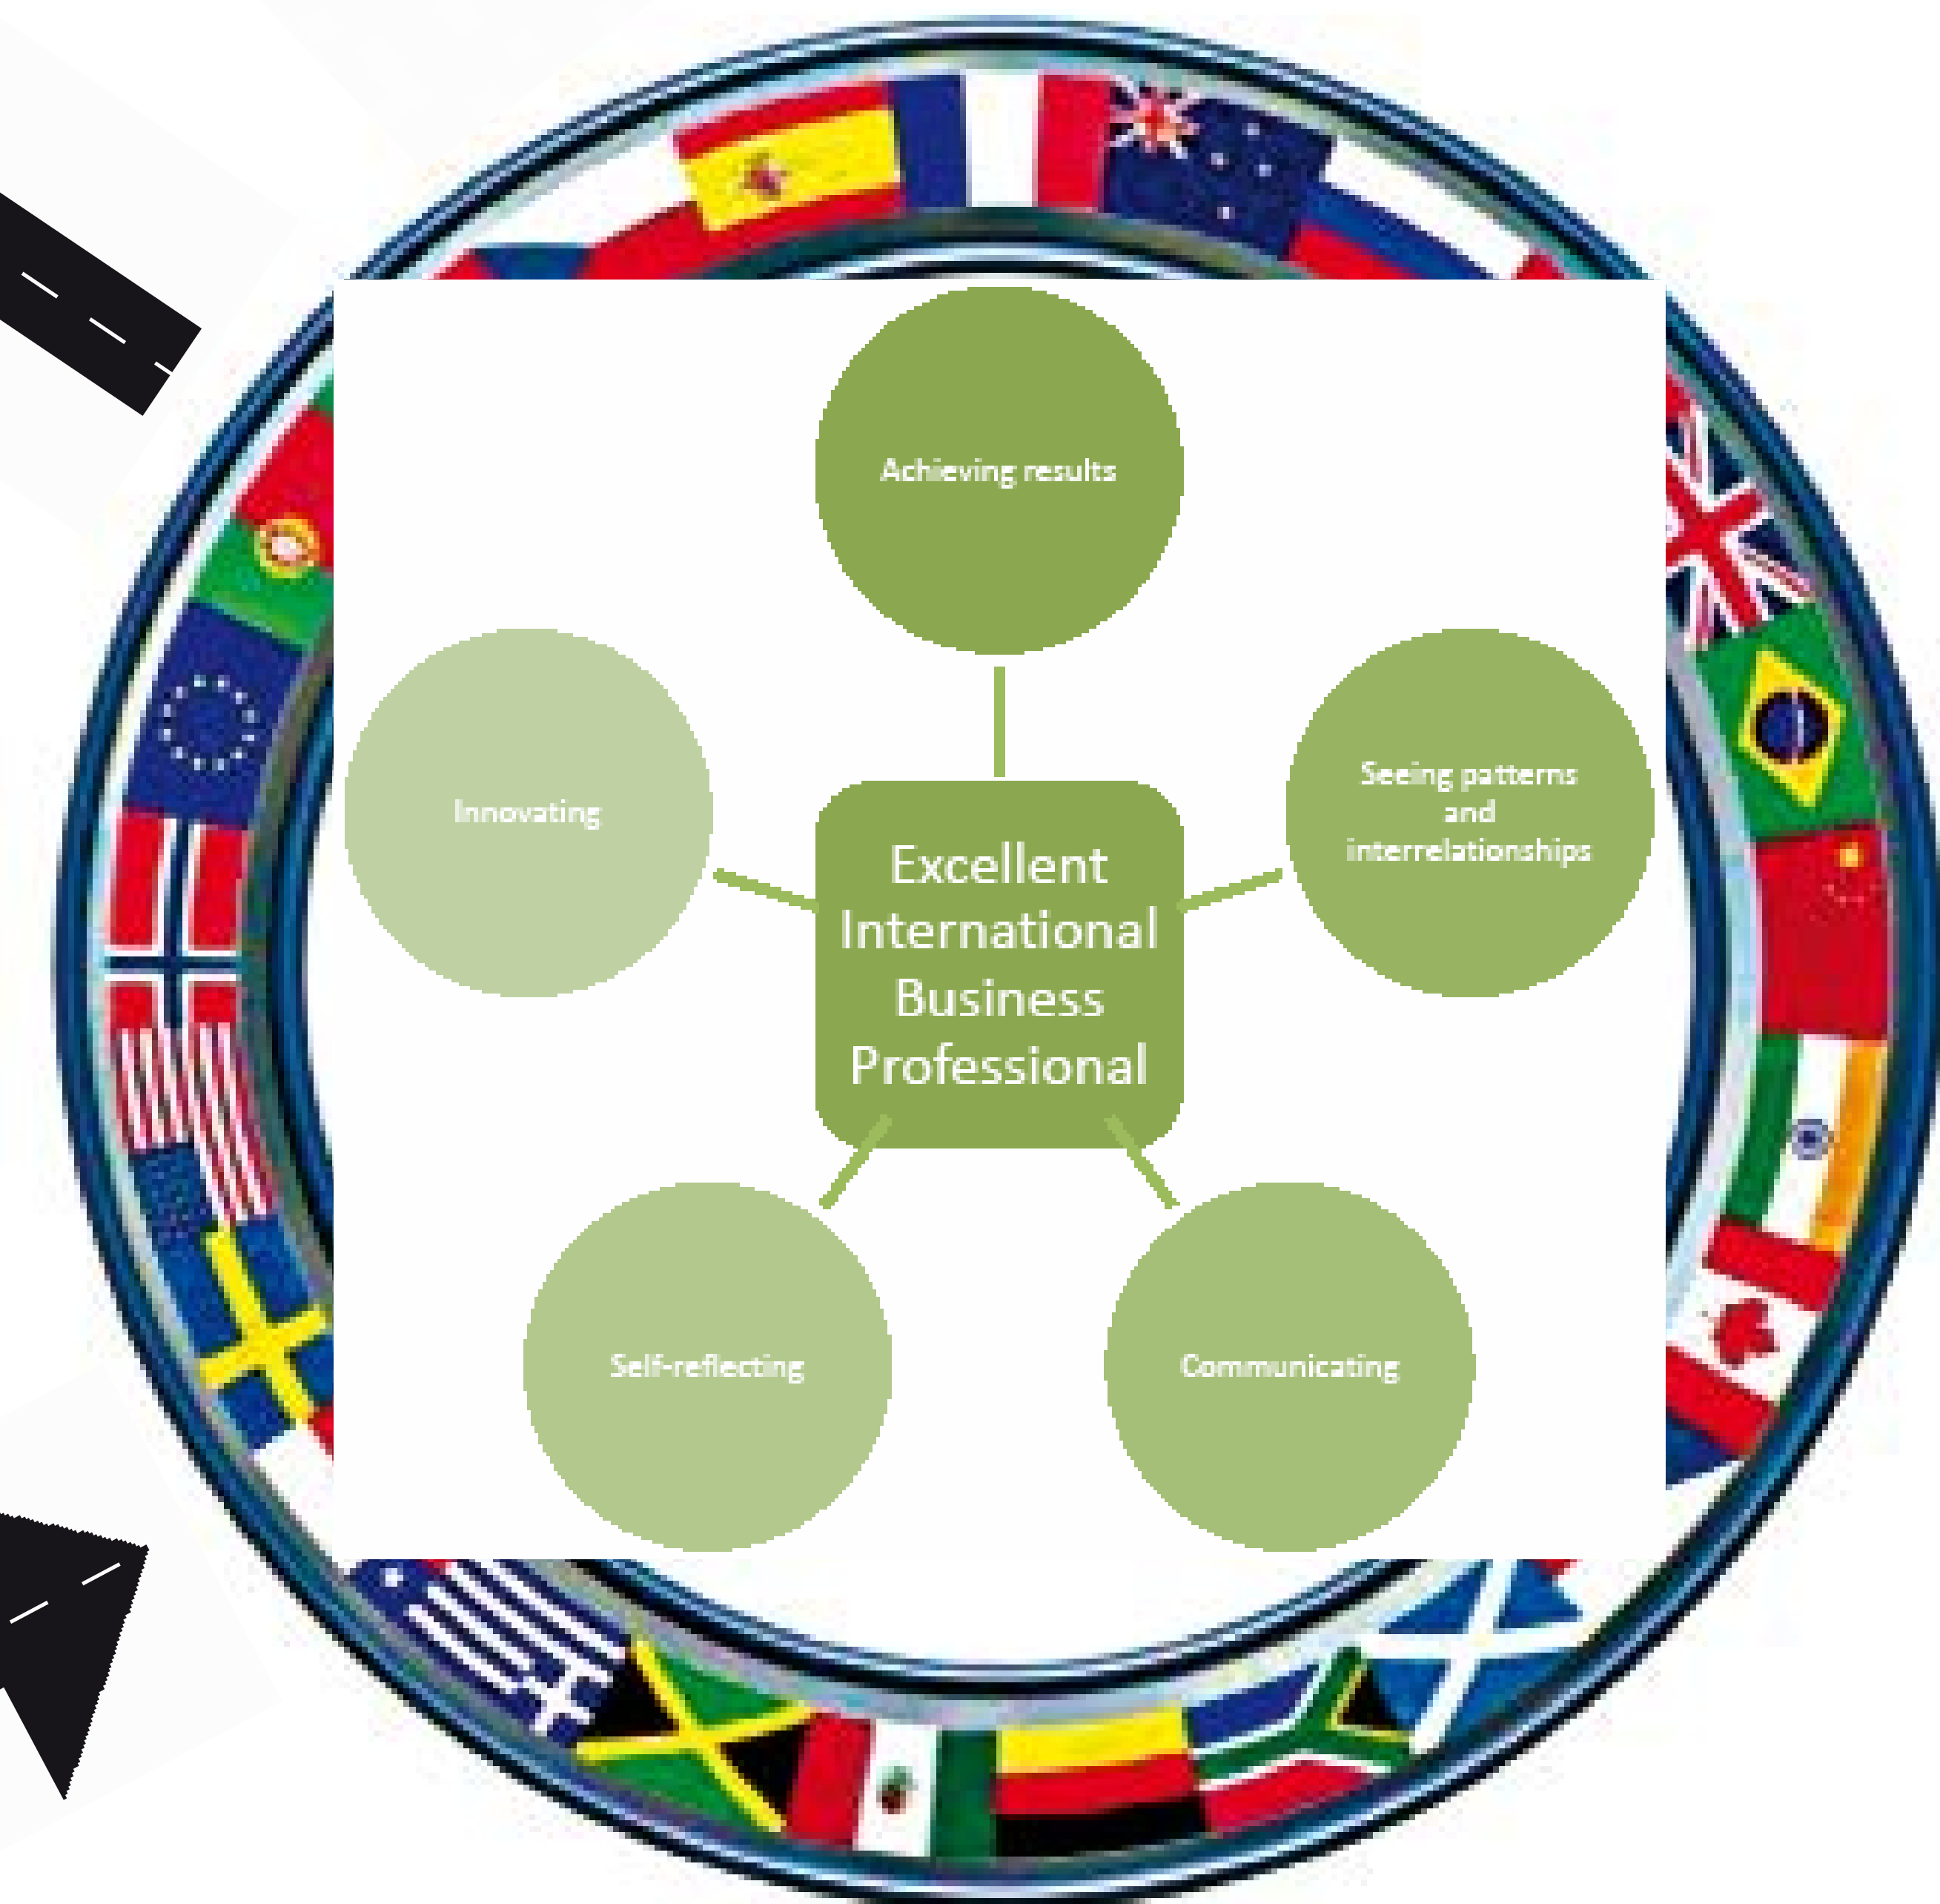 Achieving results
Innovating
Seeing patterns
and
interrelationships
Excellent
International
Business
Professional
Self-reflecting
Communicating